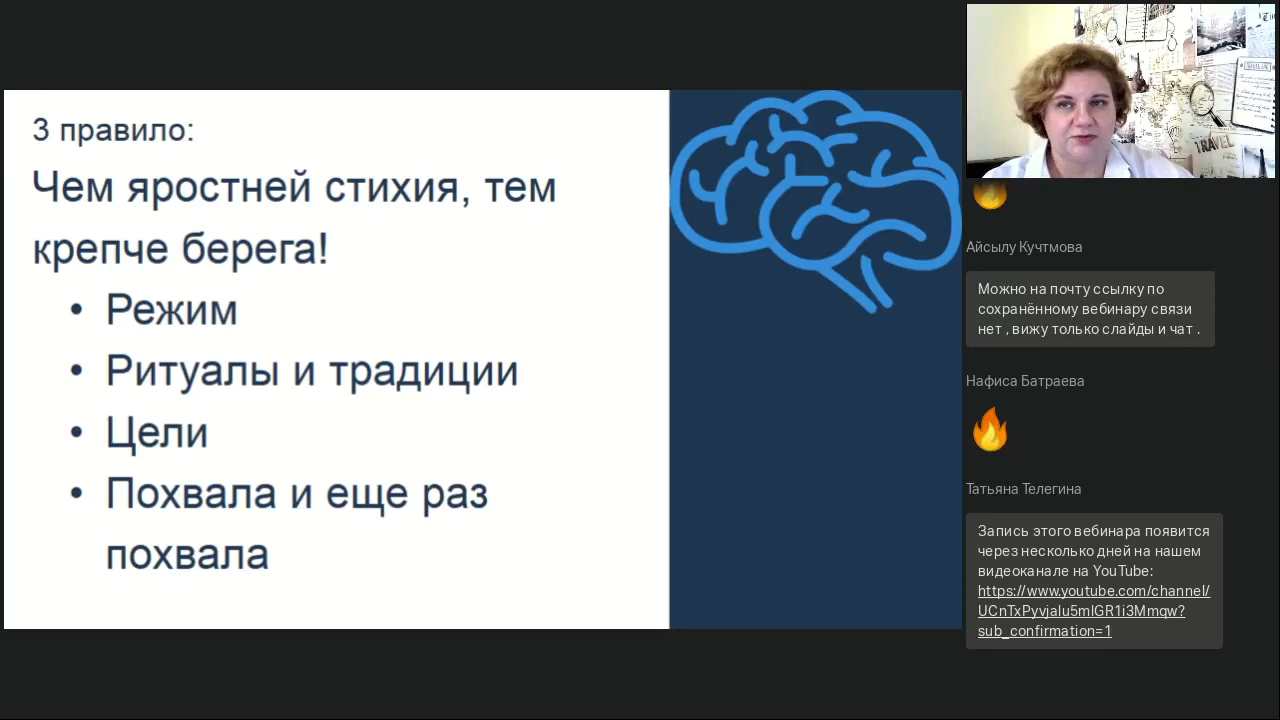 3 правило:
Чем яростней стихия, тем
крепче берега!
• Режим
• Ритуалы и традиции
• Цели
• Похвала и еще раз
похвала
TRAVEL
Айсылу Кучтмова
Можно на почту ссылку по
сохранённому вебинару связи
нет , вижу только слайды и чат .
Нафиса Батраева
Татьяна Телегина
Запись этого вебинара появится
через несколько дней на нашем
видеоканале на YouTube:
https://www.youtube.com/channel/
UCnTxPyvjalu5mlGR1i3Mmqw?
sub_confirmation=1